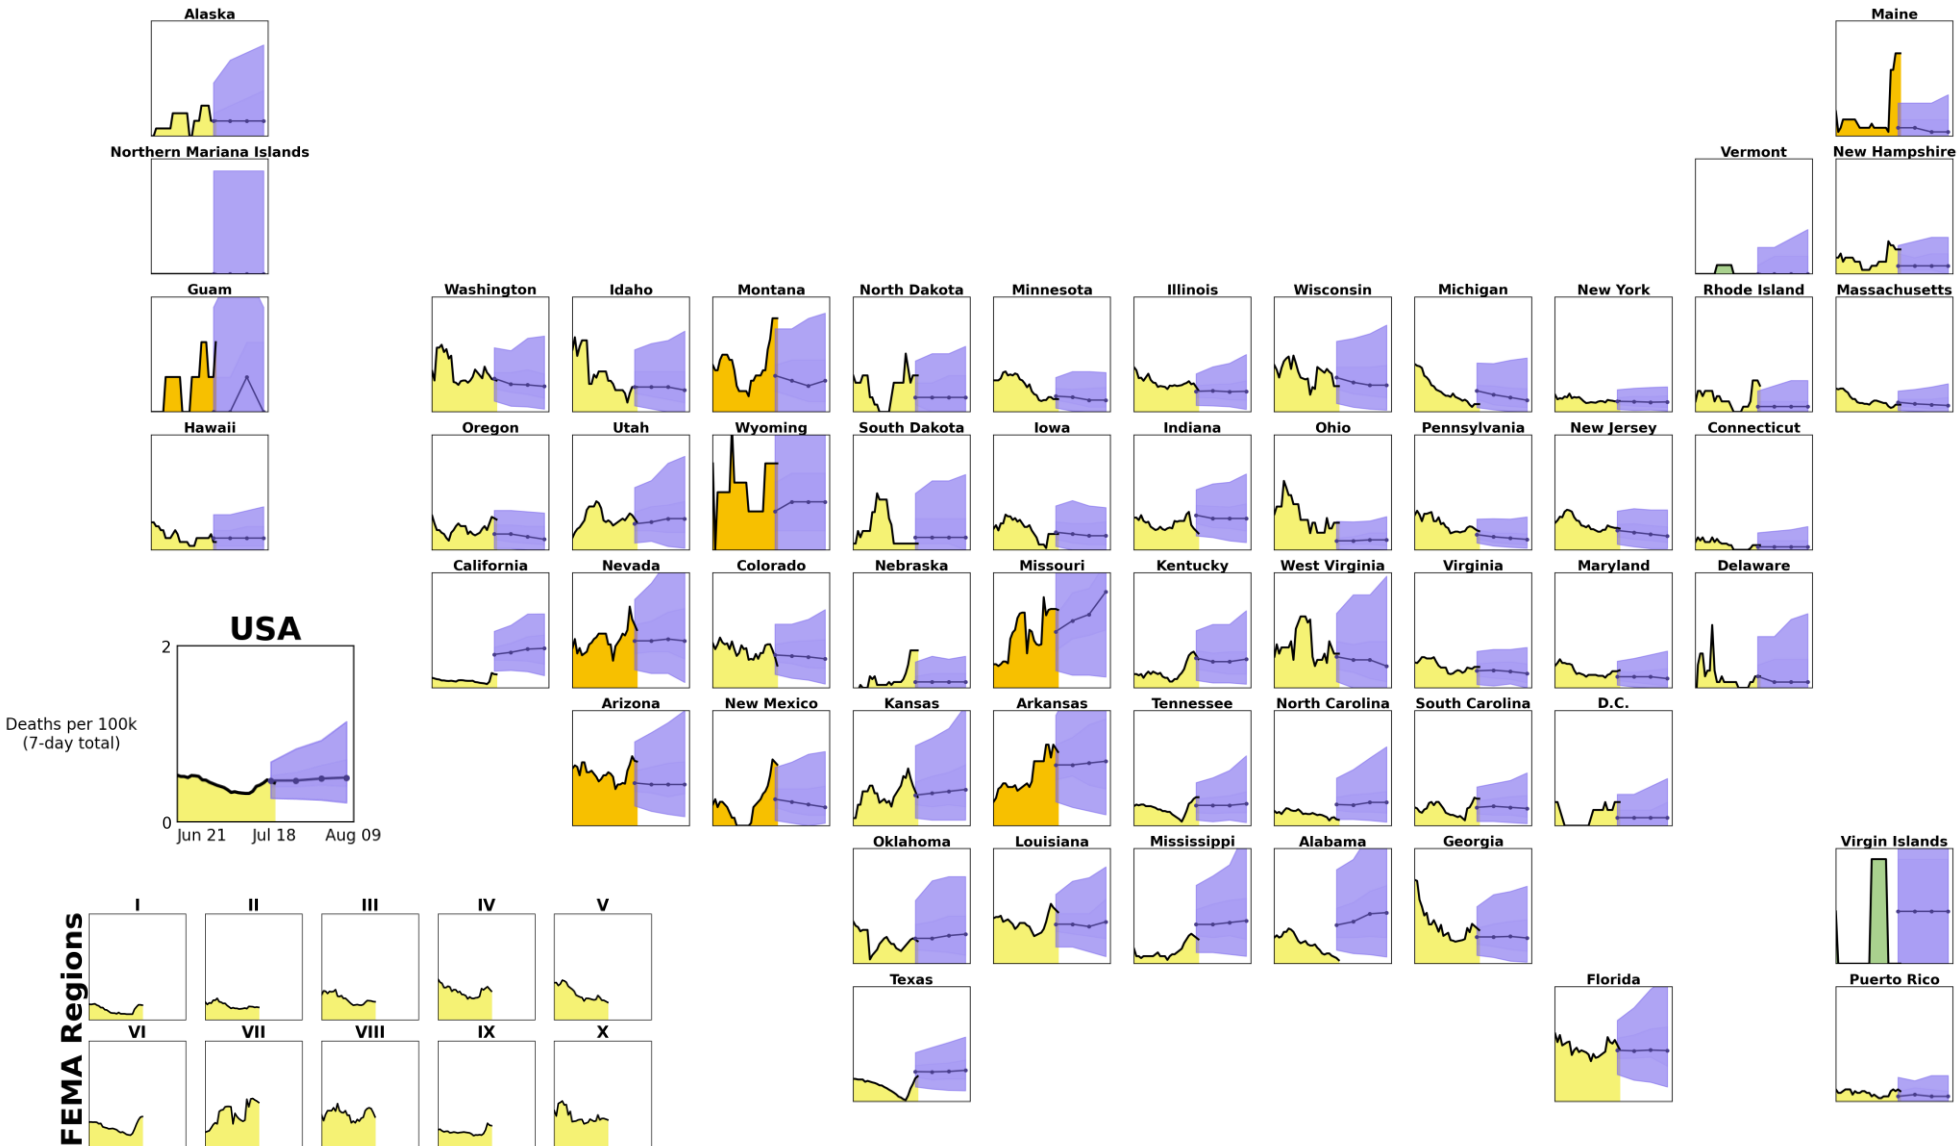 Alaska
Maine
Northern Mariana Islands
Vermont
New Hampshire
Guam
Washington
Idaho
Montana
North Dakota
Minnesota
Illinois
Wisconsin
Michigan
New York
Rhode Island
Massachusetts
Hawaii
Oregon
Utah
Wyoming
South Dakota
Iowa
Indiana
Ohio
Pennsylvania
New Jersey
Connecticut
California
Nevada
Colorado
Nebraska
Missouri
Kentucky
West Virginia
Virginia
Maryland
Delaware
USA
2
Deaths per 100k
(7-day total)
0
Jun 21
Jul 18
Aug 09
Arizona
New Mexico
Kansas
Arkansas
Tennessee
North Carolina
South Carolina
D.C.
Oklahoma
Louisiana
Mississippi
Alabama
Georgia
Virgin Islands
Texas
Florida
Puerto Rico
FEMA Regions
I
II
III
IV
V
VI
VII
VIII
IX
X